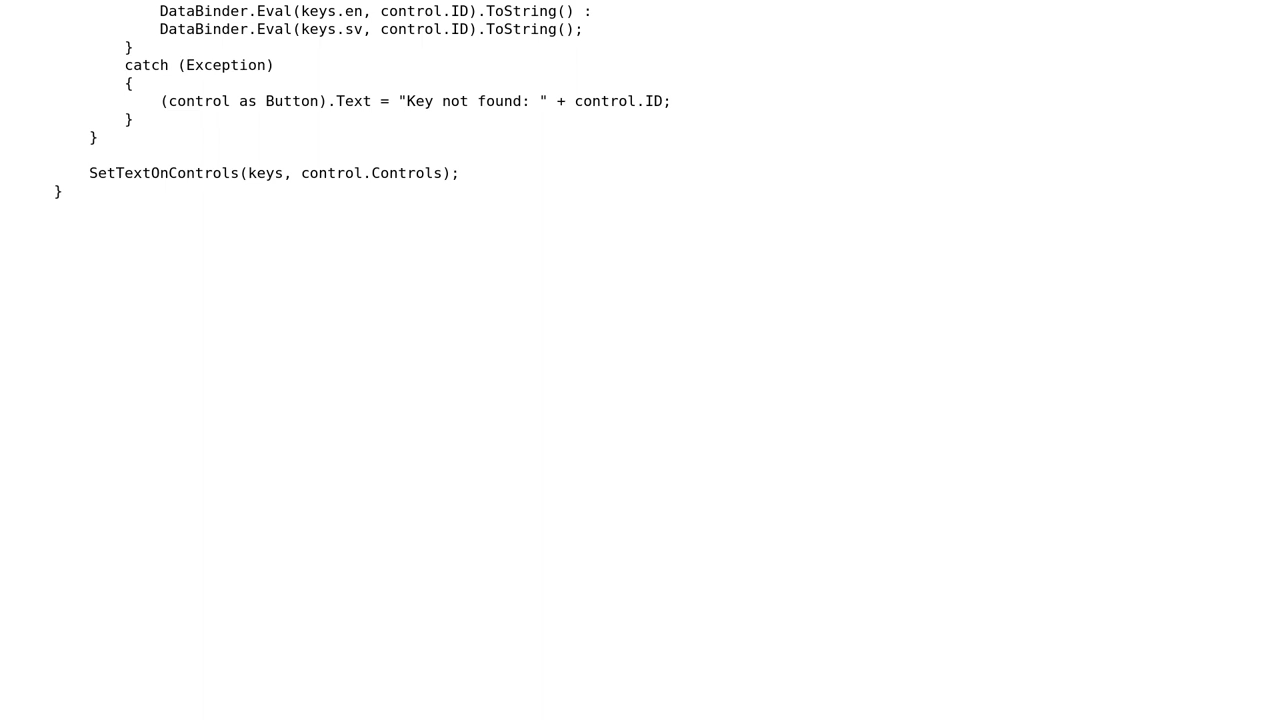 DataBinder.Eval(keys.en, control.ID).ToString() :
DataBinder.Eval(keys.sv, control.ID).ToString();
}
catch (Exception)
{
(control as Button).Text = "Key not found: " + control.ID;
}
}
SetTextOnControls(keys, control.Controls);
}